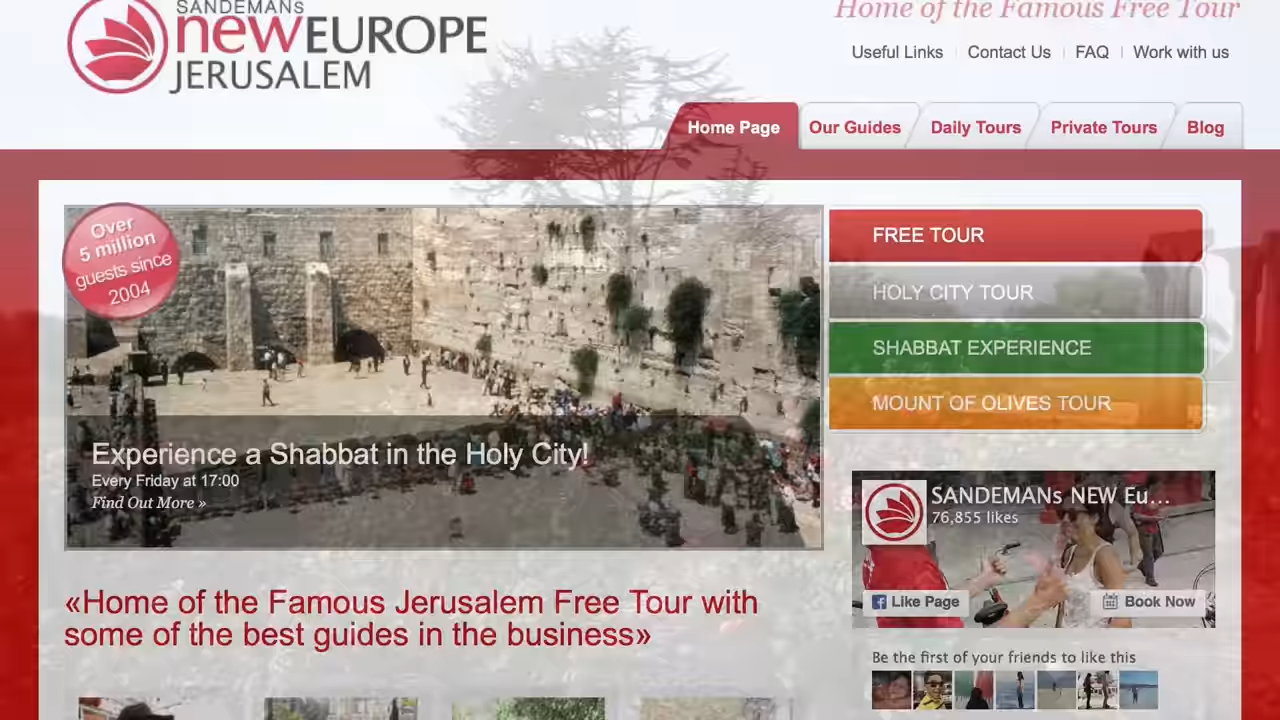 SANDEMANs
newEUROPE
JERUSALEM
Home of the Famous Free Tour
Useful Links
Contact Us
FAQ
Work with us
Home Page
Our Guides
Daily Tours
Private Tours
Blog
Over
5 million
guests since
2004
Experience a Shabbat in the Holy City!
Every Friday at 17:00
Find Out More »
FREE TOUR
HOLY CITY TOUR
SHABBAT EXPERIENCE
MOUNT OF OLIVES TOUR
SANDEMANs NEW Eu...
76,855 likes
Like Page
Book Now
Be the first of your friends to like this
«Home of the Famous Jerusalem Free Tour with
some of the best guides in the business»